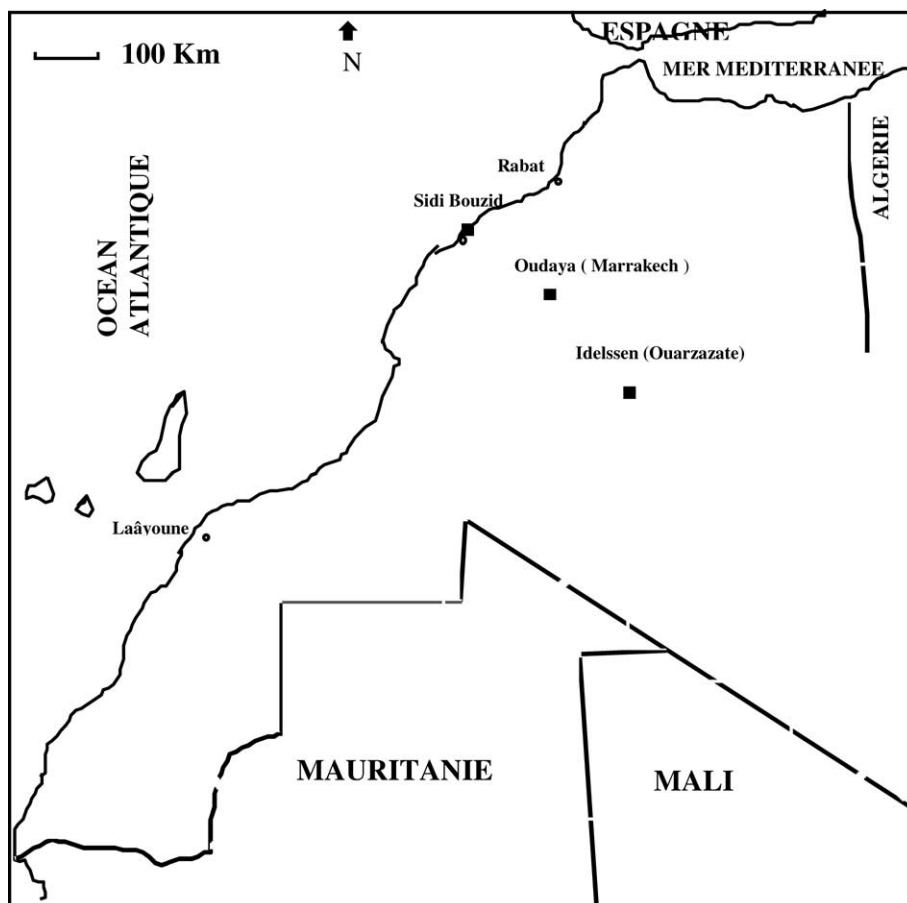 ESPAGNE
100 Km
N
MER MEDITERRANEE
ALGERIE
Rabat
Sidi Bouzid
OCEAN
ATLANTIQUE
Oudaya ( Marrakech )
Idelssen (Ouarzazate)
Laâyoune
MAURITANIE
MALI